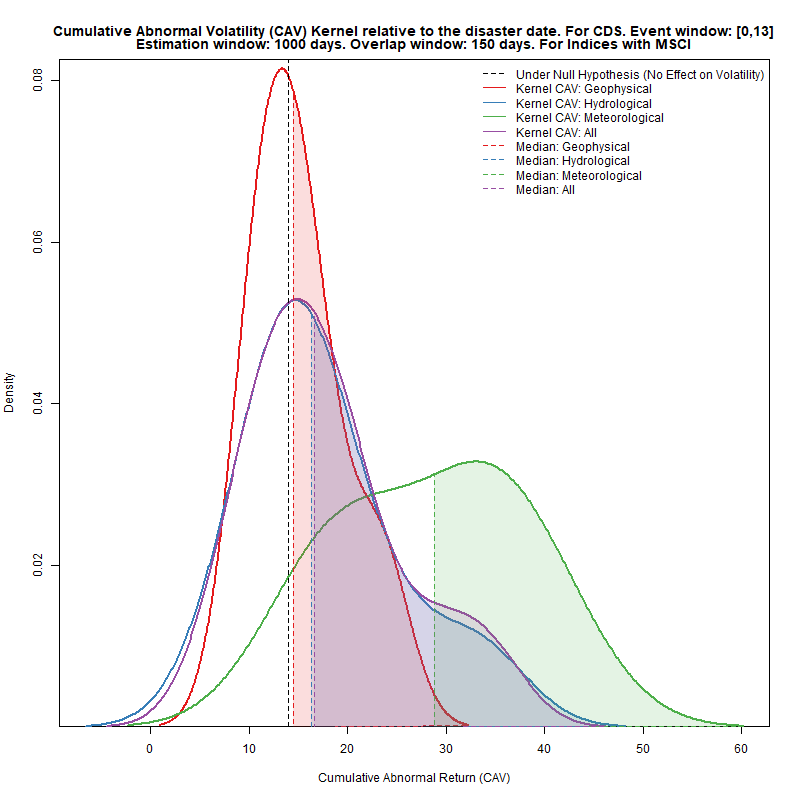 Cumulative Abnormal Volatility (CAV) Kernel relative to the disaster date. For CDS. Event window: [0,13]
Estimation window: 1000 days. Overlap window: 150 days. For Indices with MSCI
Under Null Hypothesis (No Effect on Volatility)
Kernel CAV: Geophysical
Kernel CAV: Hydrological
Kernel CAV: Meteorological
Kernel CAV: All
Median: Geophysical
Median: Hydrological
Median: Meteorological
Median: All
Density
0.08
0.06
0.04
0.02
0 10 20 30 40 50 60
Cumulative Abnormal Return (CAV)